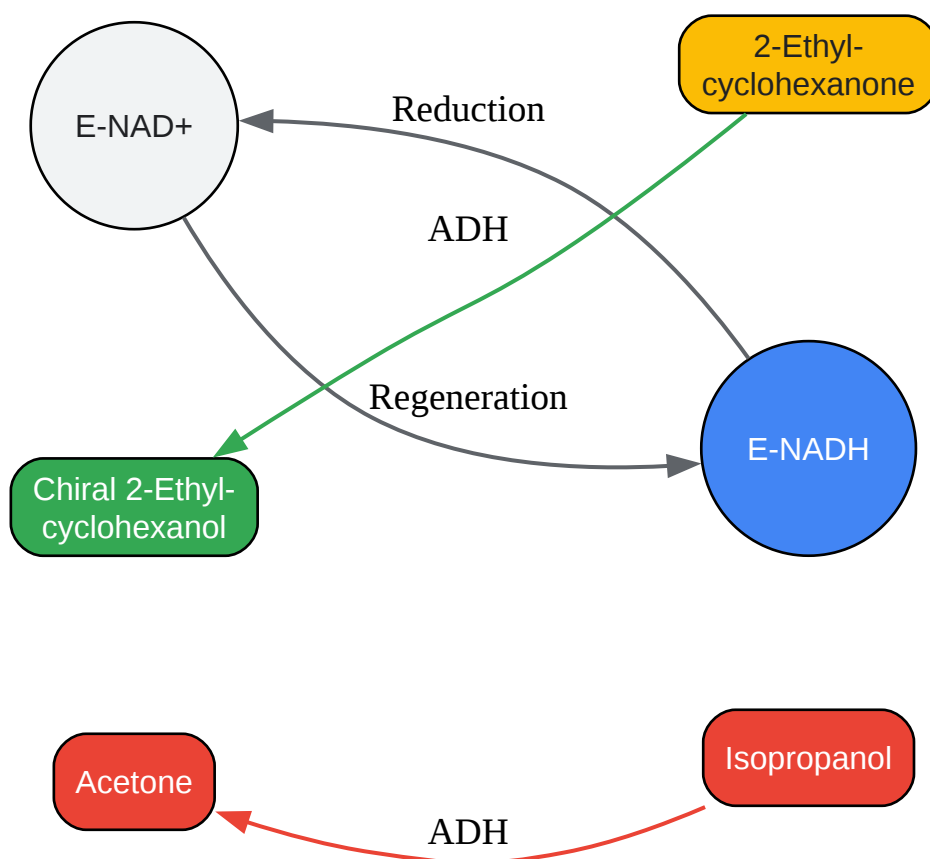 2-Ethyl-
cyclohexanone
Reduction
E-NAD+
ADH
Regeneration
E-NADH
Chiral 2-Ethyl-
cyclohexanol
Isopropanol
Acetone
ADH